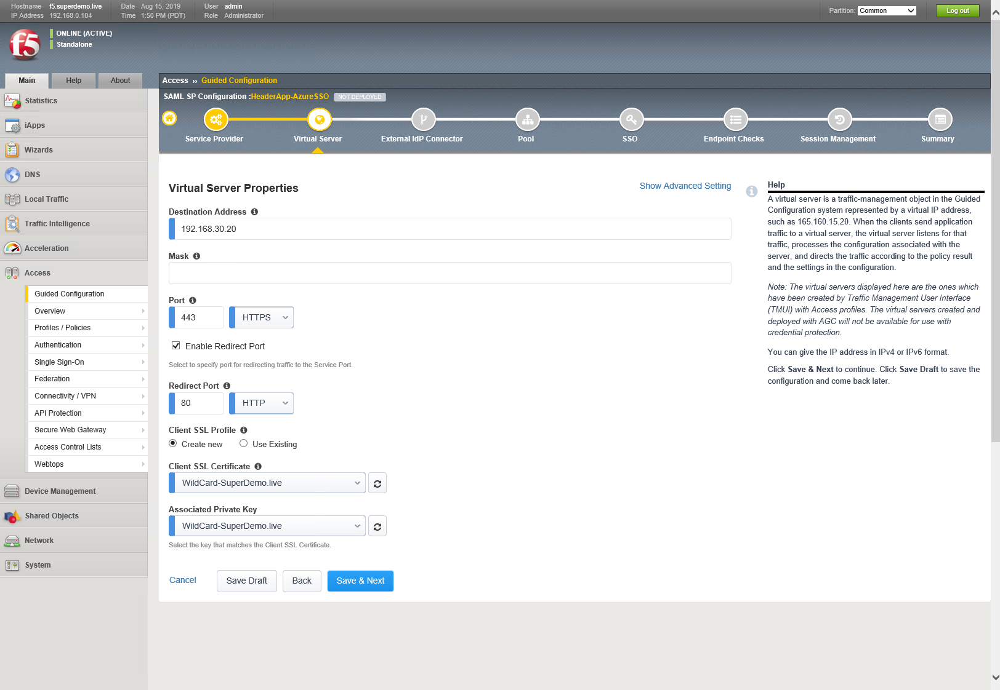 Hostname f5.superdemo.live Date Aug 15, 2019 User admin
IP Address 192.168.0.104 Time 1:50 PM (PDT) Role Administrator
Partition: Common Log out
f5
ONLINE (ACTIVE)
Standalone
Main Help About
Access ›› Guided Configuration
SAML SP Configuration :HeaderApp-AzureSSO NOT DEPLOYED
Service Provider Virtual Server External IdP Connector Pool SSO Endpoint Checks Session Management Summary
Statistics
iApps
Wizards
DNS
Local Traffic
Traffic Intelligence
Acceleration
Access
Guided Configuration
Overview
Profiles / Policies
Authentication
Single Sign-On
Federation
Connectivity / VPN
API Protection
Secure Web Gateway
Access Control Lists
Webtops
Device Management
Shared Objects
Network
System
Virtual Server Properties
Show Advanced Setting
Destination Address
192.168.30.20
Mask
Port
443 HTTPS
Enable Redirect Port
Select to specify port for redirecting traffic to the Service Port.
Redirect Port
80 HTTP
Client SSL Profile
Create new Use Existing
Client SSL Certificate
WildCard-SuperDemo.live
Associated Private Key
WildCard-SuperDemo.live
Select the key that matches the Client SSL Certificate.
Cancel Save Draft Back Save & Next
Help
A virtual server is a traffic-management object in the Guided
Configuration system represented by a virtual IP address,
such as 165.160.15.20. When the clients send application
traffic to a virtual server, the virtual server listens for that
traffic, processes the configuration associated with the
server, and directs the traffic according to the policy result
and the settings in the configuration.
Note: The virtual servers displayed here are the ones which
have been created by Traffic Management User Interface
(TMUI) with Access profiles. The virtual servers created and
deployed with AGC will not be available for use with
credential protection.
You can give the IP address in IPv4 or IPv6 format.
Click Save & Next to continue. Click Save Draft to save the
configuration and come back later.